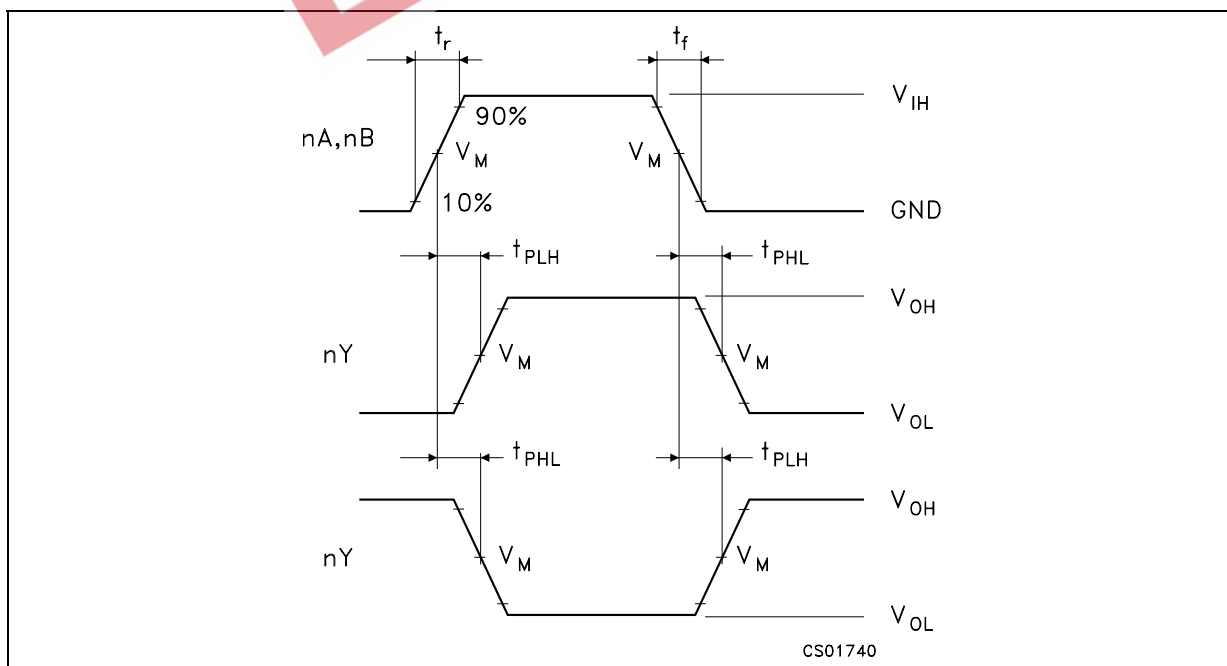 tr tf
VIH
90%
nA,nB
VM VM
10%
GND
tPLH tPHL
VOH
nY VM VM
VOL
tPHL tPLH
VOH
nY VM VM
VOL
CS01740